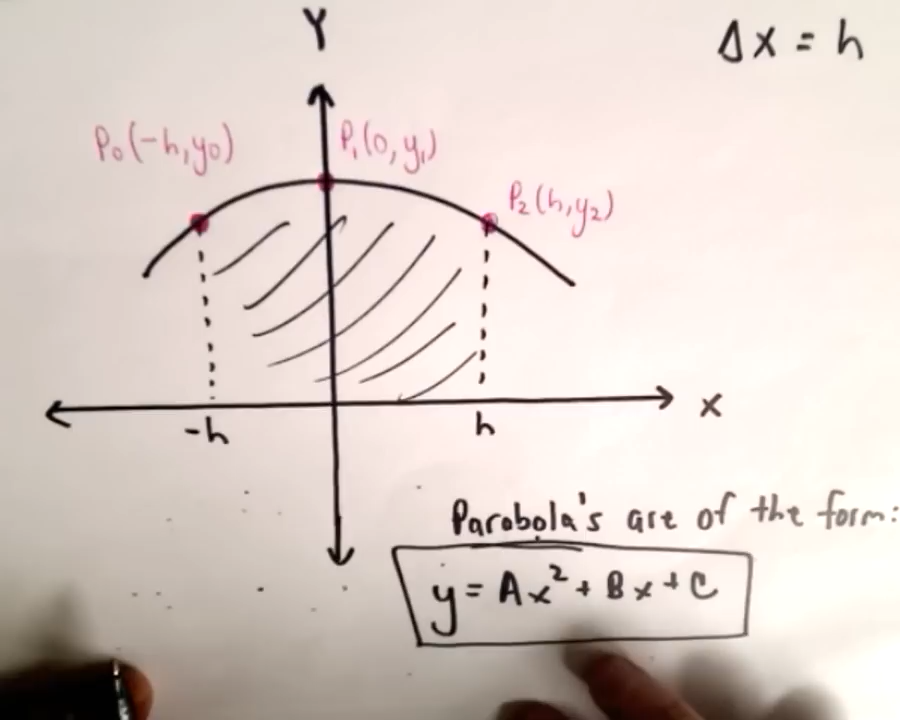 Y
Δx = h
P₀(-h,y0)
P₁(0,y₁)
P₂(h,y₂)
x
-h
h
Parabola's are of the form:
y = Ax² + Bx + C